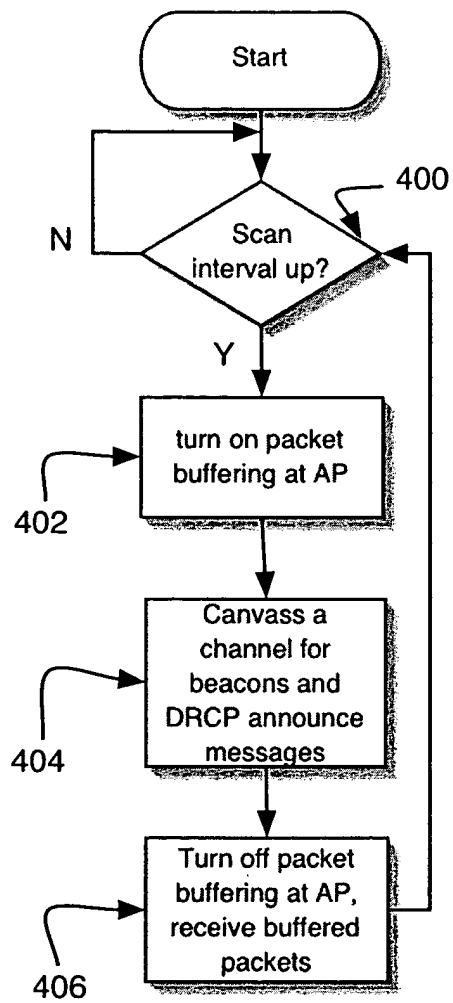 Start
400
N
Scan
interval up?
Y
turn on packet
buffering at AP
402
Canvass a
channel for
beacons and
DRCP announce
messages
404
Turn off packet
buffering at AP,
receive buffered
packets
406